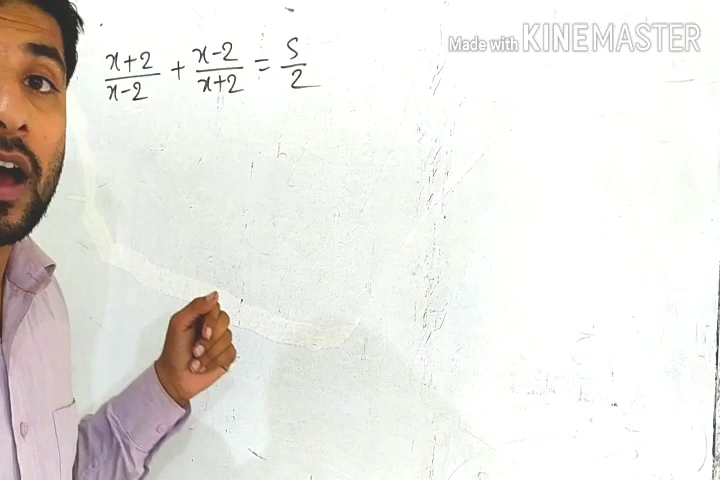 Made with KINEMASTER
x+2/x-2 + x-2/x+2 = 5/2